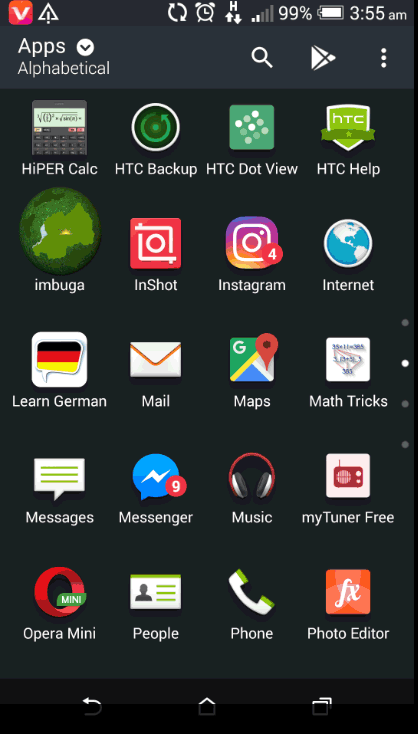 H 99% 3:55 am
Apps
Alphabetical
HiPER Calc HTC Backup HTC Dot View HTC Help
hTC
4
imbuga InShot Instagram Internet
G
Learn German Mail Maps Math Tricks
9
Messages Messenger Music myTuner Free
MINI fx
Opera Mini People Phone Photo Editor